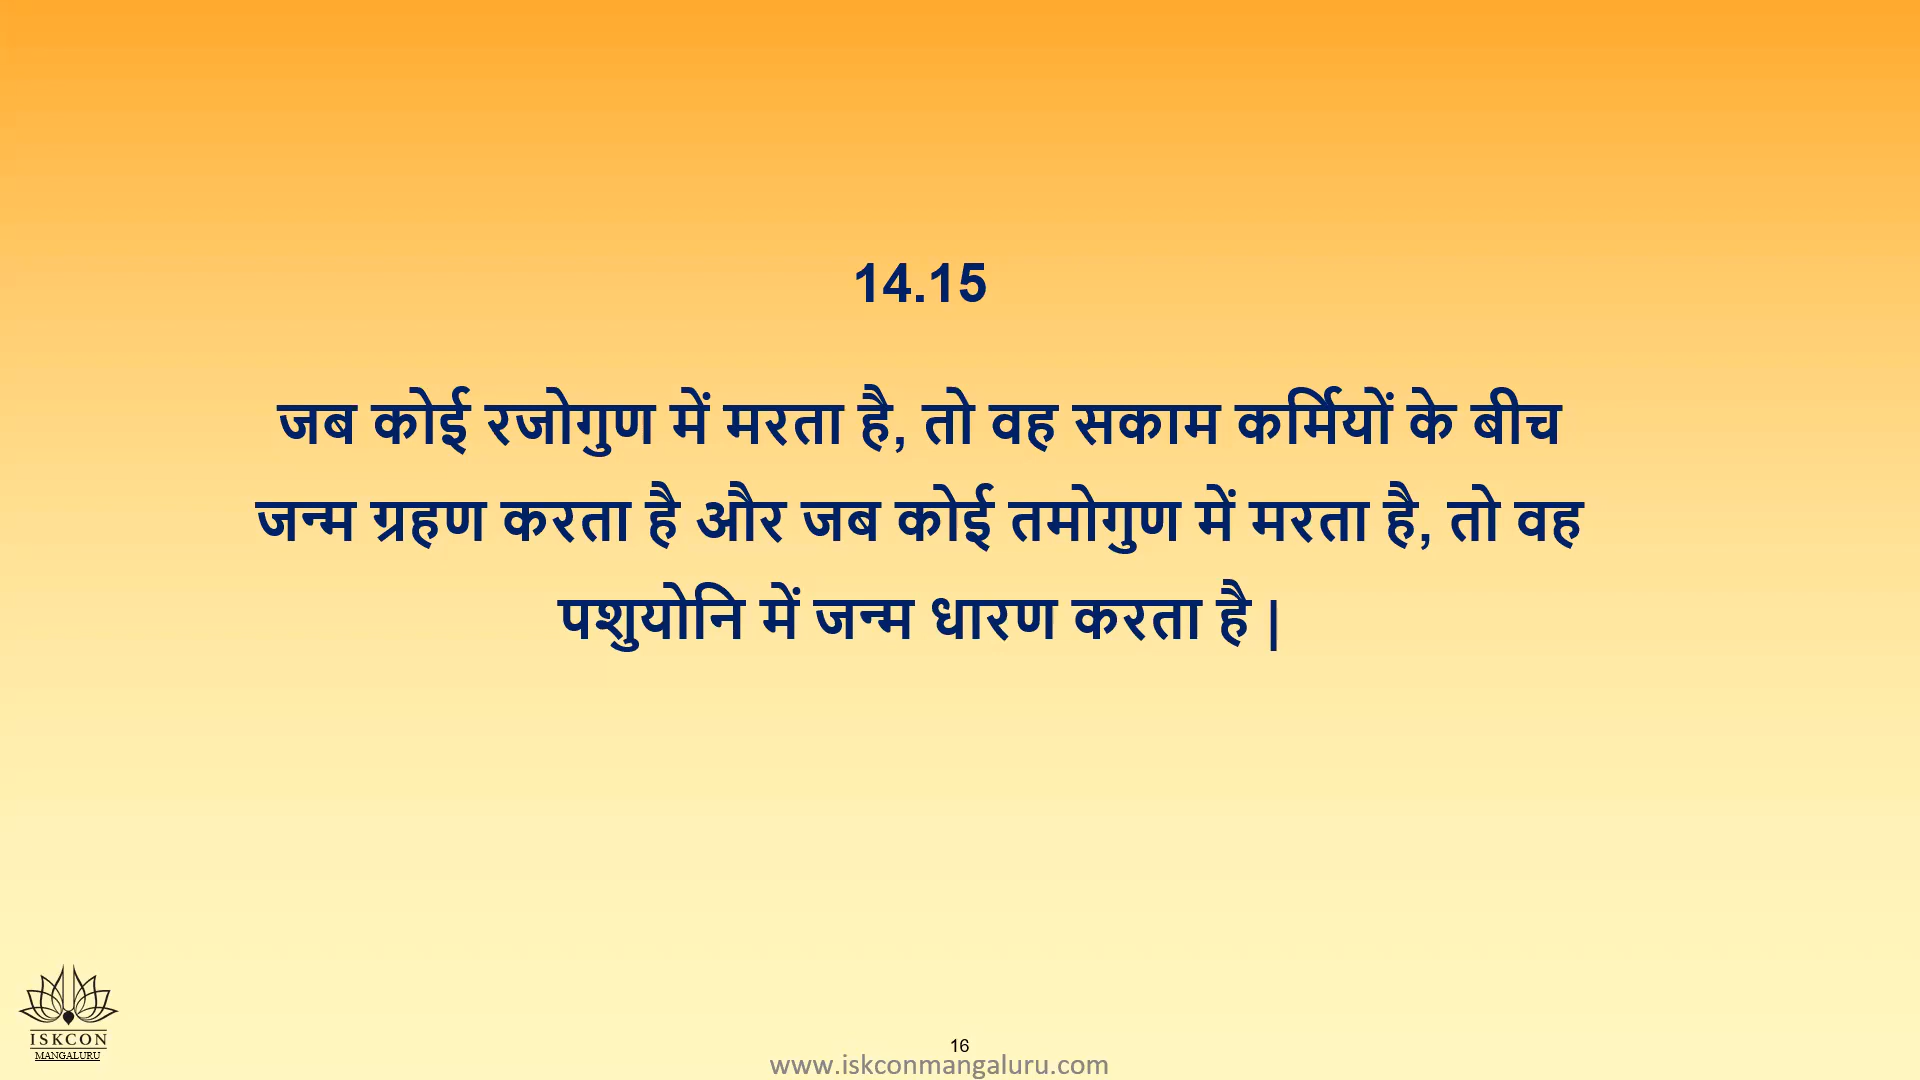 14.15
जब कोई रजोगुण में मरता है, तो वह सकाम कर्मियों के बीच
जन्म ग्रहण करता है और जब कोई तमोगुण में मरता है, तो वह
पशुयोनि में जन्म धारण करता है |
ISKCON
MANGALURU
16
www.iskconmangaluru.com